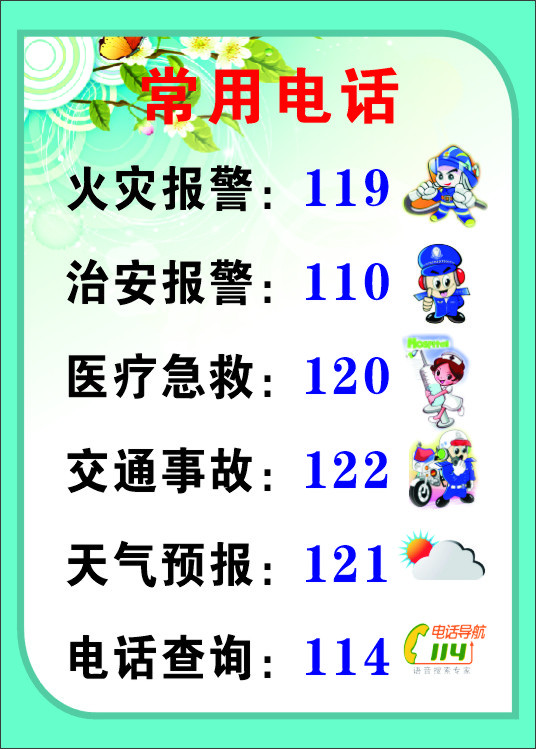 常用电话
火灾报警：119
治安报警：110
医疗急救：120
Hospital
交通事故：122
天气预报：121
电话查询：114
电话导航
114
语音搜索专家